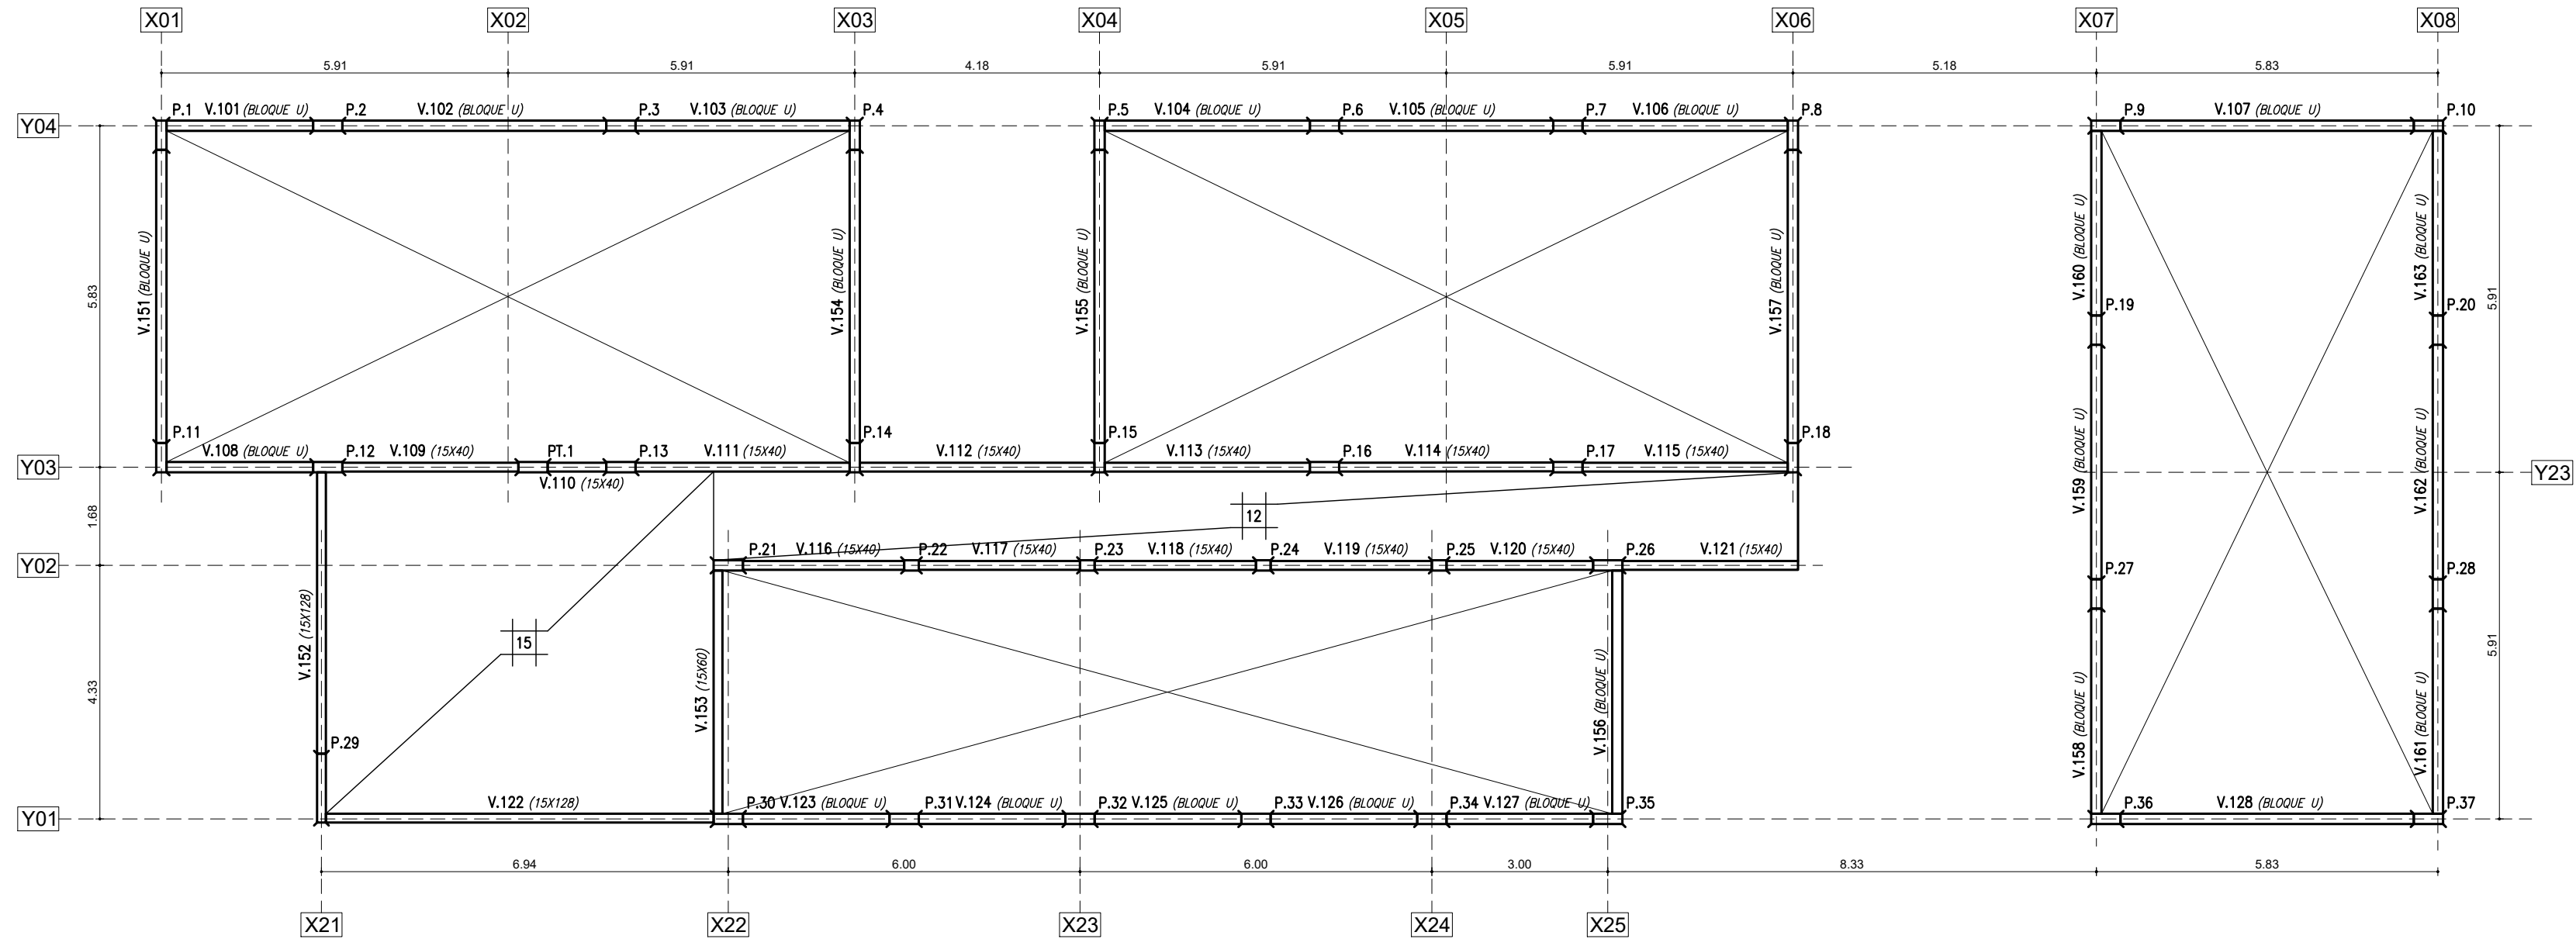 X01 X02 X03 X04 X05 X06 X07 X08
5.91 5.91 4.18 5.91 5.91 5.18 5.83
Y04
P.1 V.101 (BLOQUE U) P.2 V.102 (BLOQUE U) P.3 V.103 (BLOQUE U) P.4
P.5 V.104 (BLOQUE U) P.6 V.105 (BLOQUE U) P.7 V.106 (BLOQUE U) P.8
P.9 V.107 (BLOQUE U) P.10
5.83
V.151 (BLOQUE U)
V.154 (BLOQUE U)
V.155 (BLOQUE U)
V.157 (BLOQUE U)
V.160 (BLOQUE U)
V.163 (BLOQUE U)
5.91
P.19 P.20
P.11 P.14 P.15 P.18
Y03
V.108 (BLOQUE U) P.12 V.109 (15X40) PT.1 P.13 V.111 (15X40) V.112 (15X40) V.113 (15X40) P.16 V.114 (15X40) P.17 V.115 (15X40)
V.110 (15X40)
V.159 (BLOQUE U)
V.162 (BLOQUE U)
Y23
1.68
12
Y02
P.21 V.116 (15X40) P.22 V.117 (15X40) P.23 V.118 (15X40) P.24 V.119 (15X40) P.25 V.120 (15X40) P.26 V.121 (15X40)
P.27 P.28
V.152 (15X128)
15
4.33
V.153 (15X60)
V.156 (BLOQUE U)
V.158 (BLOQUE U)
V.161 (BLOQUE U)
5.91
P.29
Y01
V.122 (15X128) P.30 V.123 (BLOQUE U) P.31 V.124 (BLOQUE U) P.32 V.125 (BLOQUE U) P.33 V.126 (BLOQUE U) P.34 V.127 (BLOQUE U) P.35
P.36 V.128 (BLOQUE U) P.37
6.94 6.00 6.00 3.00 8.33 5.83
X21 X22 X23 X24 X25